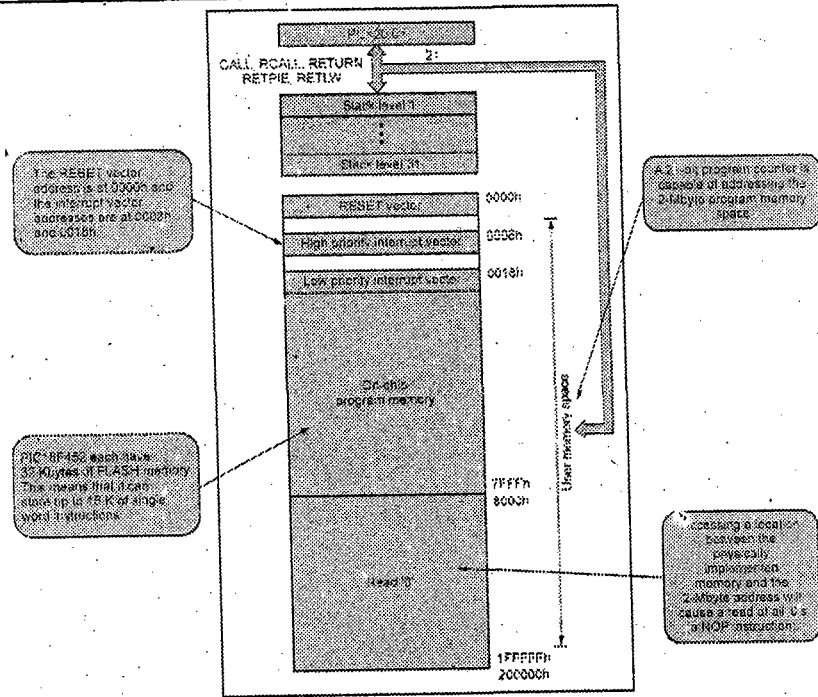 CALL, RCALL, RETURN
RETFIE, RETLW
Stack level 1
Stack level 31
The RESET vector
address is at 0000h and
the interrupt vector
addresses are at 0008h
and 0018h
RESET vector
0000h
High priority interrupt vector
0008h
Low priority interrupt vector
0018h
A 21-bit program counter is
capable of addressing the
2-Mbyte program memory
space
On-chip
program memory
User memory space
PIC18F452 each have
32 Kbytes of FLASH memory
This means that it can
store up to 16 K of single
word instructions
7FFFh
8000h
Read '0'
Accessing a location
between the
physically
implemented
memory and the
2-Mbyte address will
cause a read of all '0's
a NOP instruction
1FFFFFh
200000h